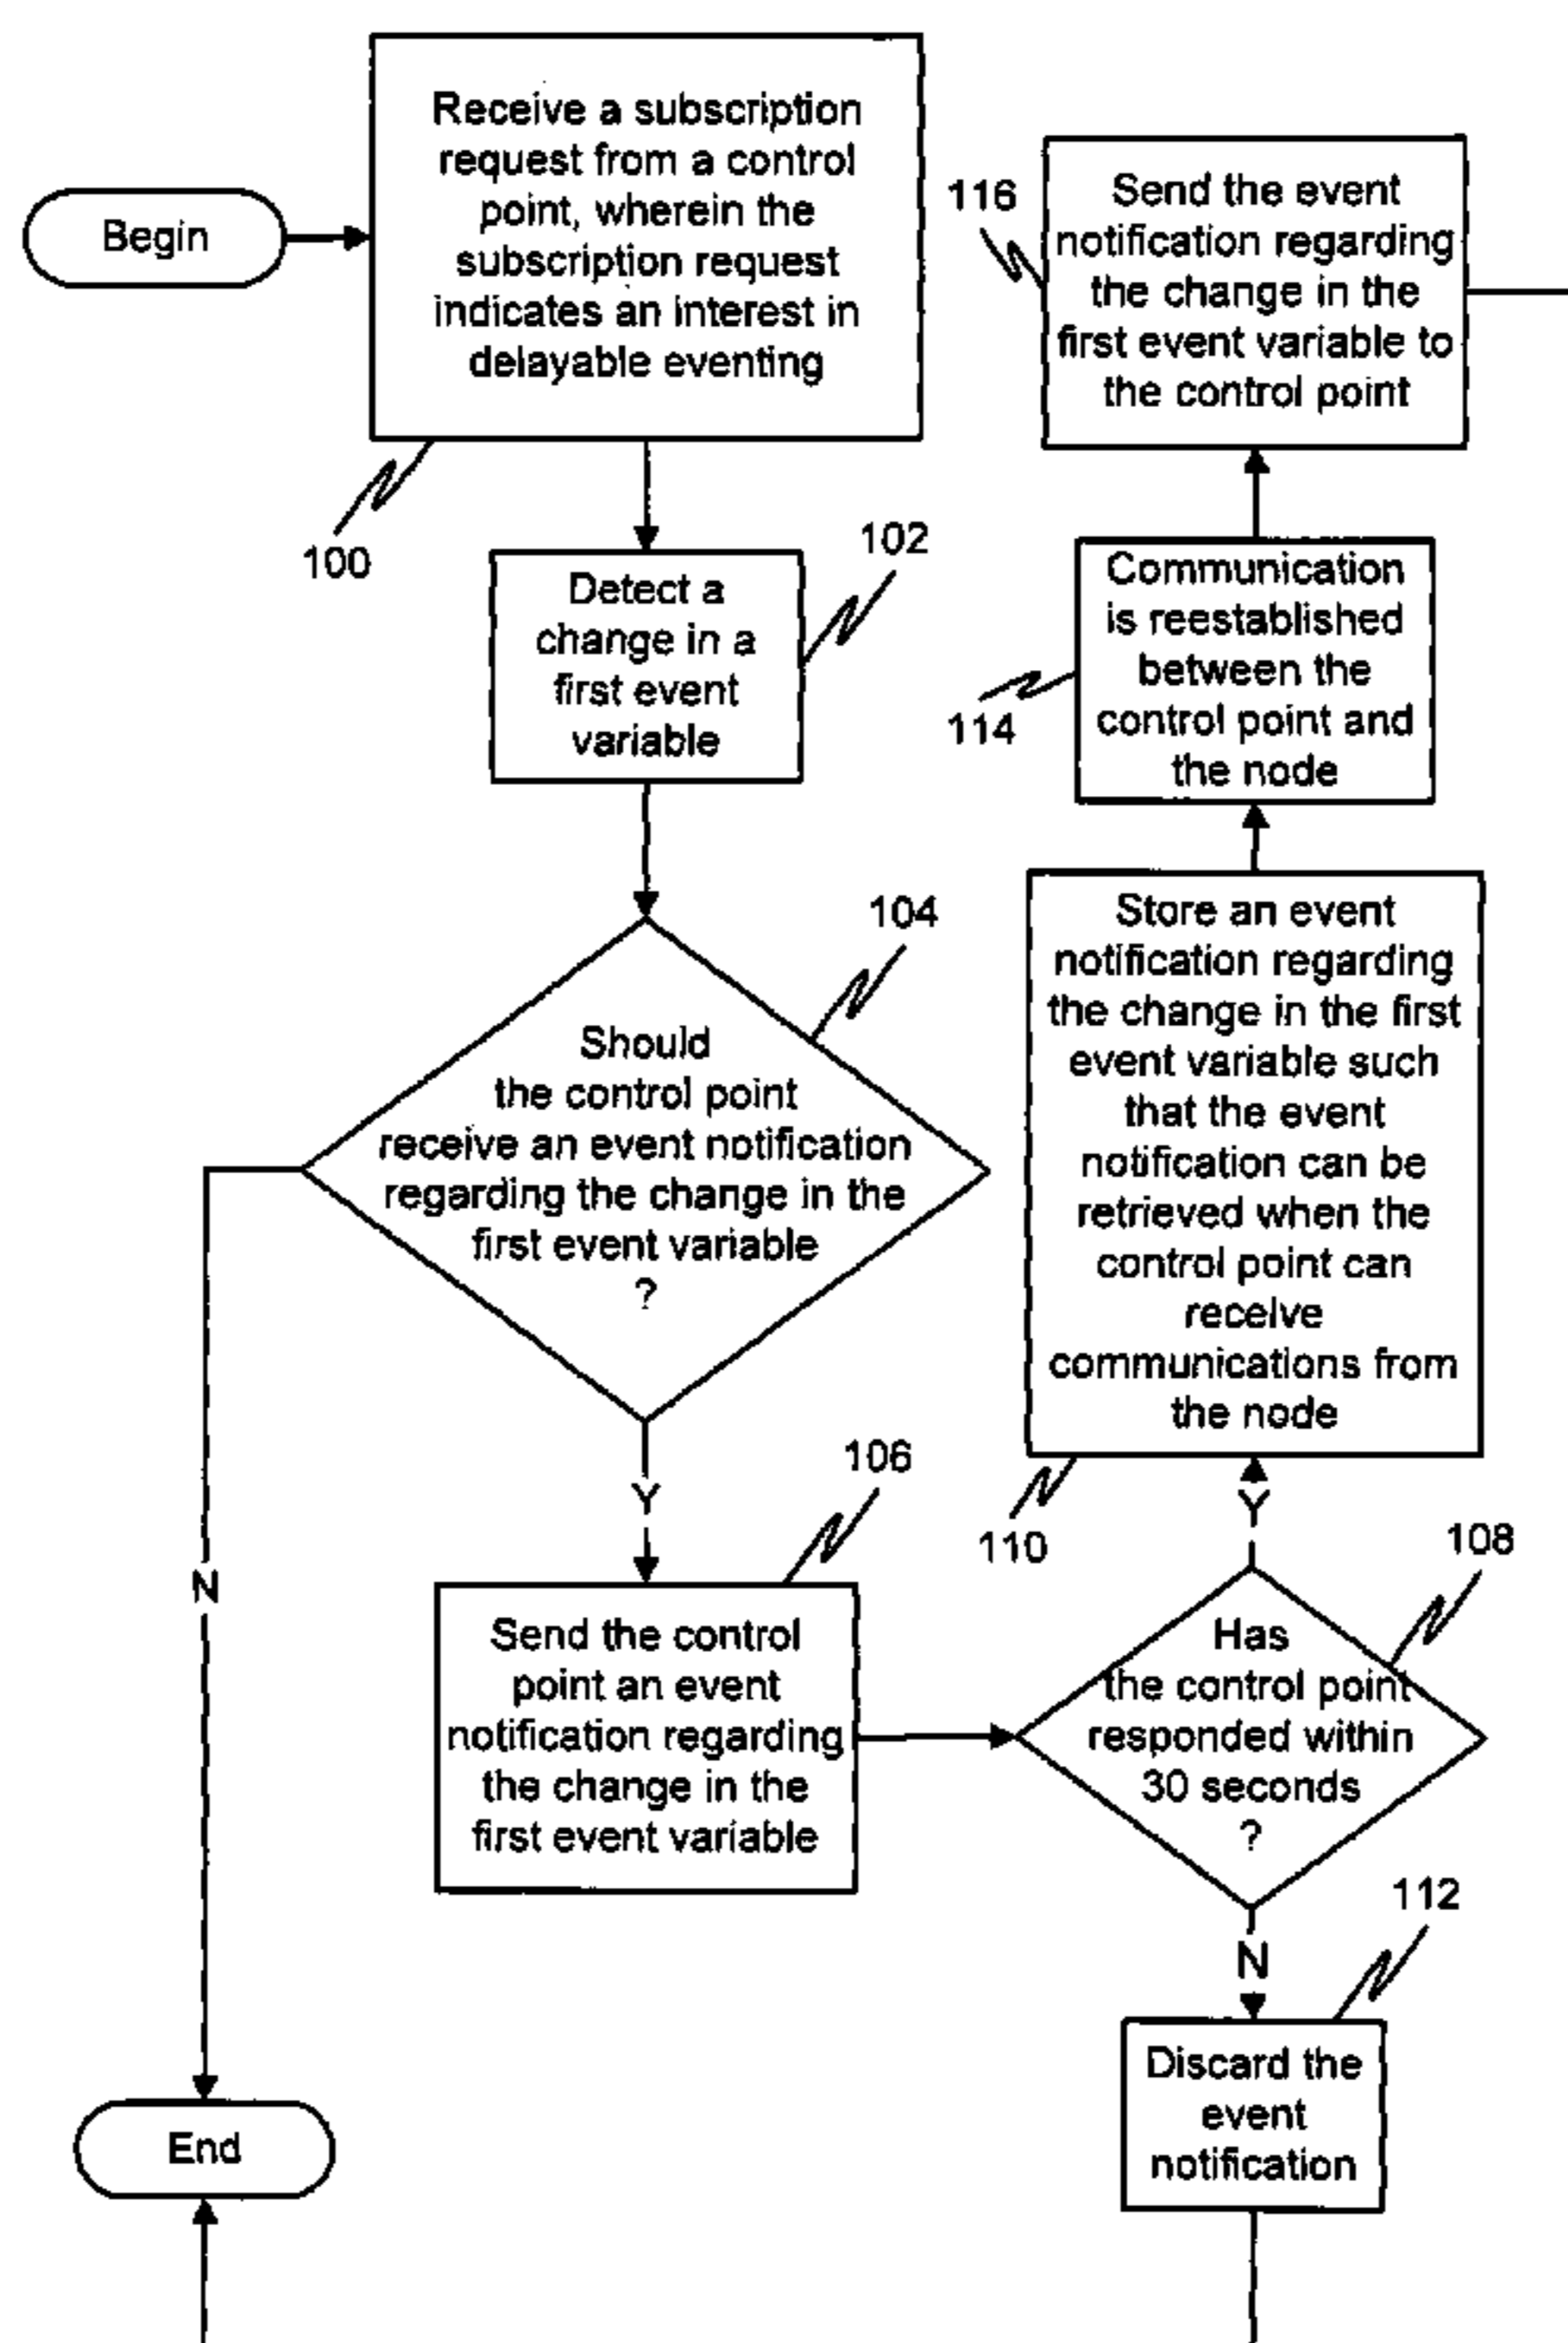 Begin
Receive a subscription
request from a control
point, wherein the
subscription request
indicates an interest in
delayable eventing
100
Detect a
change in a
first event
variable
102
Should
the control point
receive an event notification
regarding the change in the
first event variable
?
104
N
Y
Send the control
point an event
notification regarding
the change in the
first event variable
106
Has
the control point
responded within
30 seconds
?
108
Y
Store an event
notification regarding
the change in the first
event variable such
that the event
notification can be
retrieved when the
control point can
receive
communications from
the node
110
Communication
is reestablished
between the
control point and
the node
114
Send the event
notification regarding
the change in the
first event variable to
the control point
116
N
Discard the
event
notification
112
End